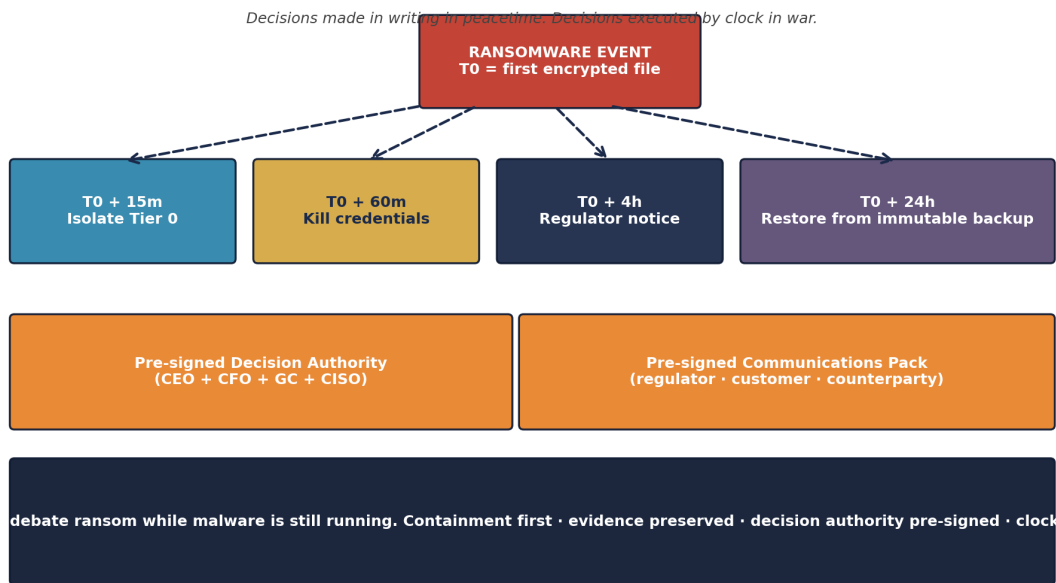 Decisions made in writing in peacetime. Decisions executed by clock in war.
RANSOMWARE EVENT
T0 = first encrypted file
T0 + 15m
Isolate Tier 0
T0 + 60m
Kill credentials
T0 + 4h
Regulator notice
T0 + 24h
Restore from immutable backup
Pre-signed Decision Authority
(CEO + CFO + GC + CISO)
Pre-signed Communications Pack
(regulator · customer · counterparty)
debate ransom while malware is still running. Containment first · evidence preserved · decision authority pre-signed · clock